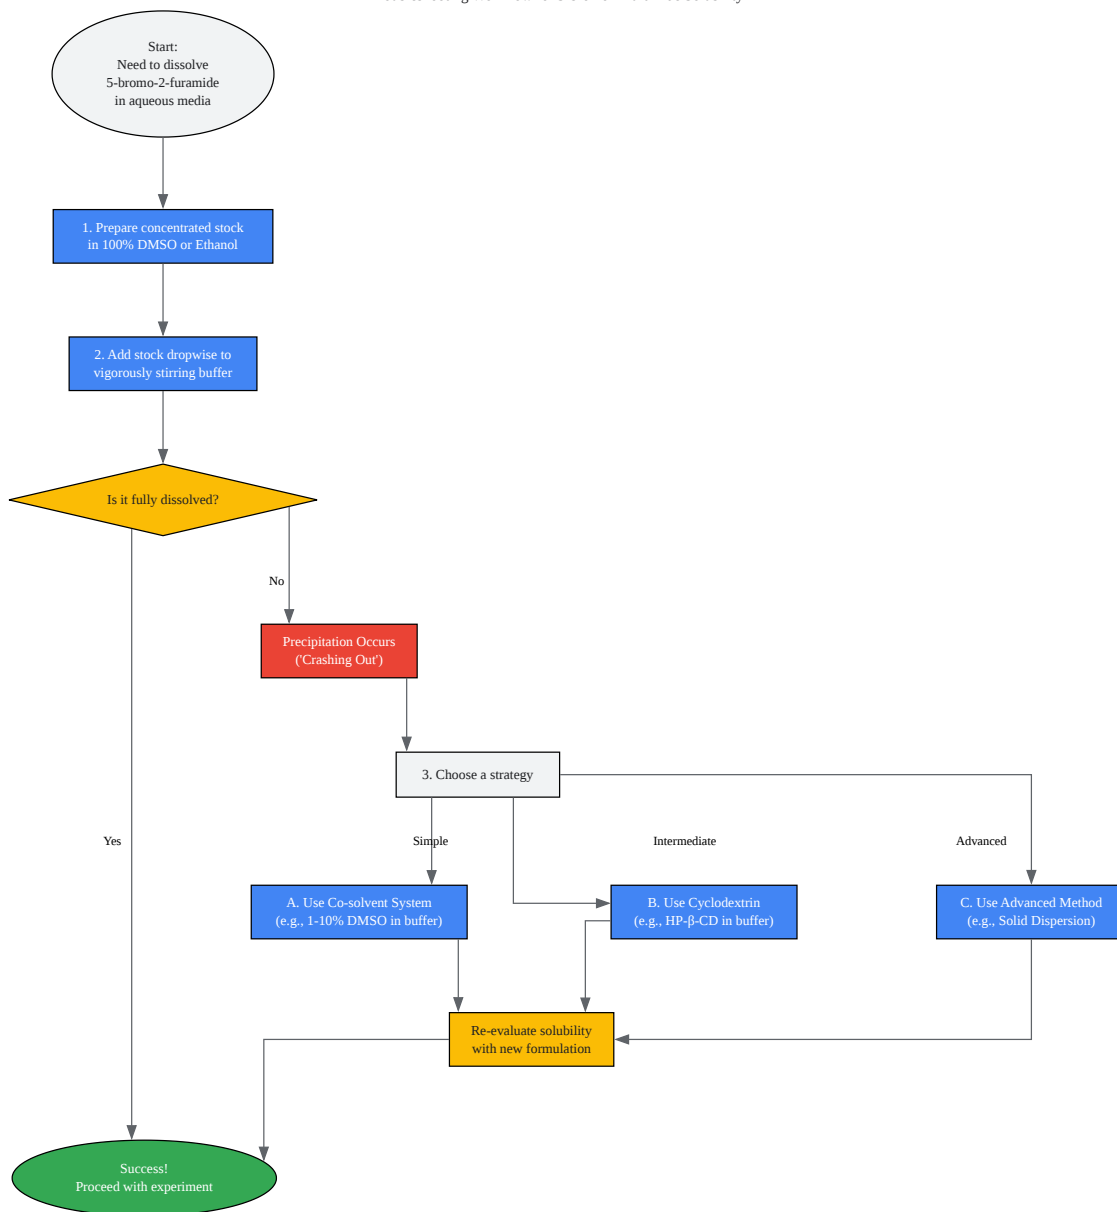 Start:
Need to dissolve
5-bromo-2-furamide
in aqueous media
1. Prepare concentrated stock
in 100% DMSO or Ethanol
2. Add stock dropwise to
vigorously stirring buffer
Is it fully dissolved?
No
Precipitation Occurs
('Crashing Out')
3. Choose a strategy
Yes
Simple
Intermediate
Advanced
A. Use Co-solvent System
(e.g., 1-10% DMSO in buffer)
B. Use Cyclodextrin
(e.g., HP-β-CD in buffer)
C. Use Advanced Method
(e.g., Solid Dispersion)
Re-evaluate solubility
with new formulation
Success!
Proceed with experiment